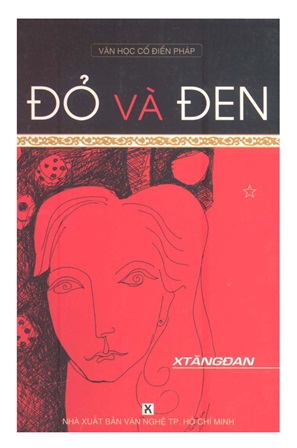 VĂN HỌC CỔ ĐIỂN PHÁP
ĐỎ VÀ ĐEN
XTĂNGĐAN
X
NHÀ XUẤT BẢN VĂN NGHỆ TP. HỒ CHÍ MINH